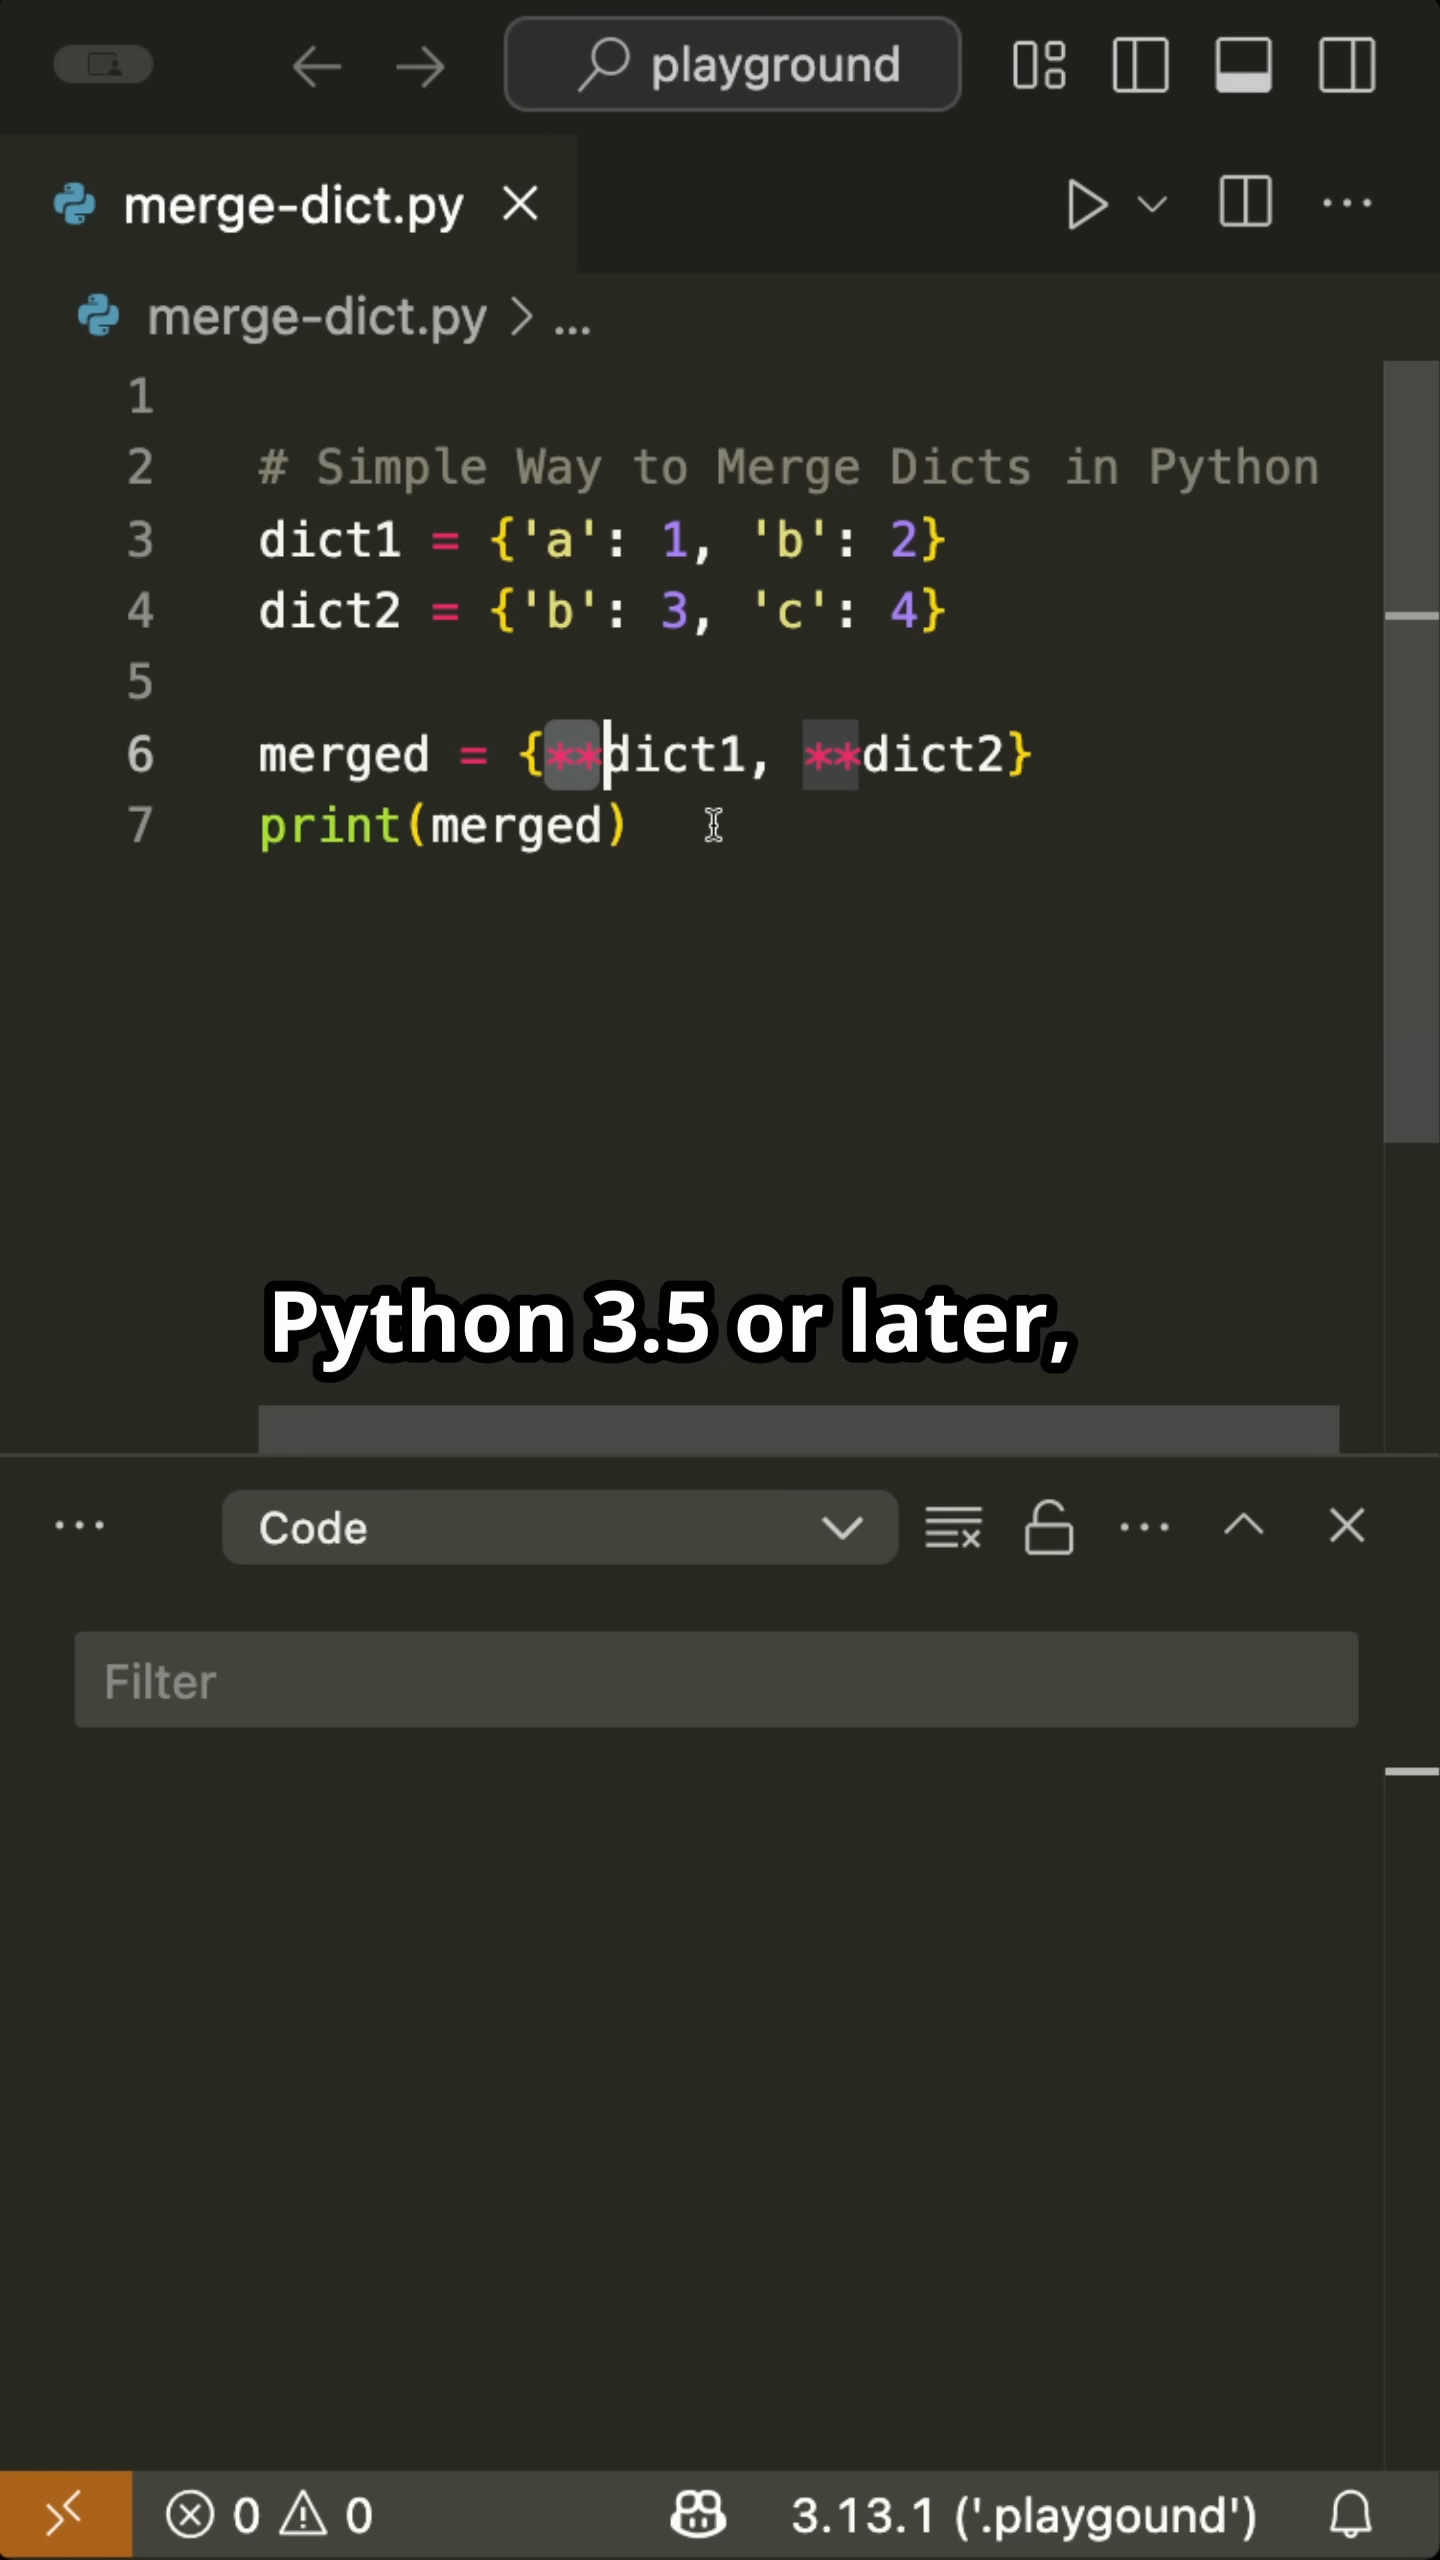 playground
merge-dict.py
merge-dict.py > ...
1
2 # Simple Way to Merge Dicts in Python
3 dict1 = {'a': 1, 'b': 2}
4 dict2 = {'b': 3, 'c': 4}
5
6 merged = {**dict1, **dict2}
7 print(merged)
Python 3.5 or later,
Code
Filter
0 0 3.13.1 ('.playgound')